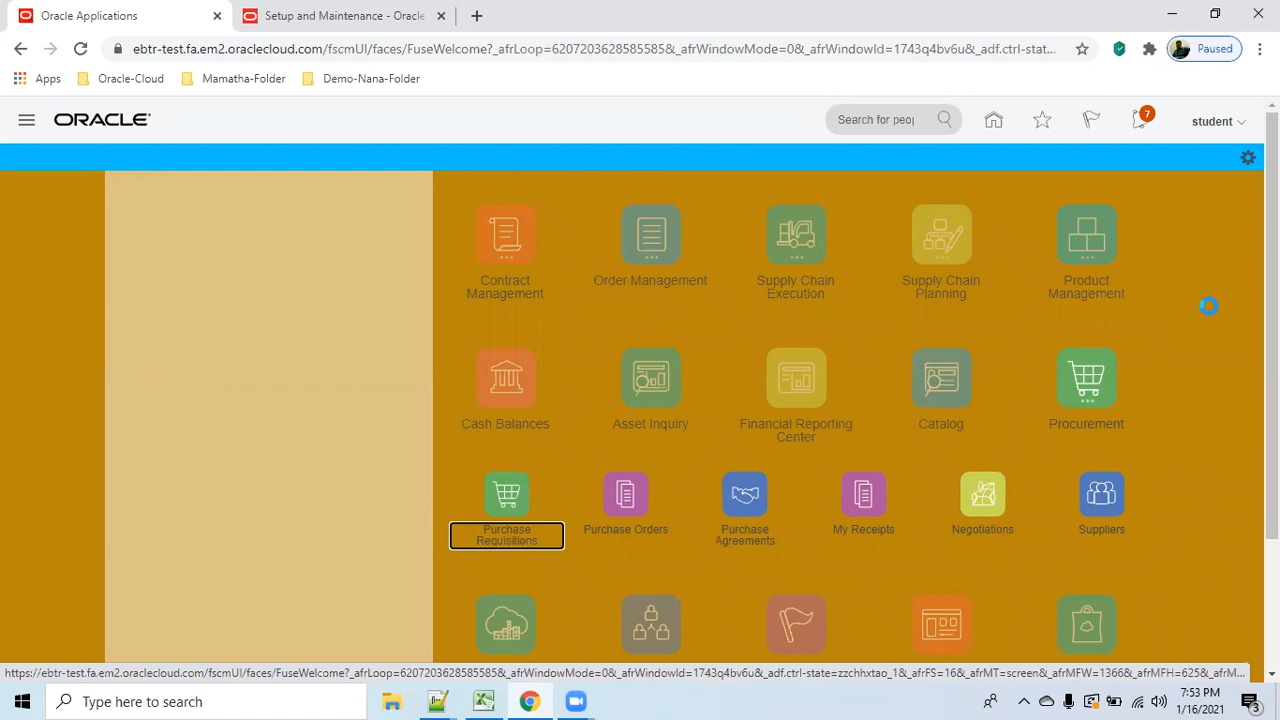 Oracle Applications
Setup and Maintenance - Oracle
ebtr-test.fa.em2.oraclecloud.com/fscmUI/faces/FuseWelcome?_afrLoop=6207203628585585&_afrWindowMode=0&_afrWindowId=1743q4bv6u&_adf.ctrl-stat...
Paused
Apps
Oracle-Cloud
Mamatha-Folder
Demo-Nana-Folder
ORACLE
Search for peop
7
student
Contract
Management
Order Management
Supply Chain
Execution
Supply Chain
Planning
Product
Management
Cash Balances
Asset Inquiry
Financial Reporting
Center
Catalog
Procurement
Purchase
Requisitions
Purchase Orders
Purchase
Agreements
My Receipts
Negotiations
Suppliers
https://ebtr-test.fa.em2.oraclecloud.com/fscmUI/faces/FuseWelcome?_afrLoop=6207203628585585&_afrWindowMode=0&_afrWindowId=1743q4bv6u&_adf.ctrl-state=zzchhxtao_1&_afrFS=16&_afrMT=screen&_afrMFW=1366&_afrMFH=625&_afrM...
Type here to search
7:53 PM
1/16/2021
3